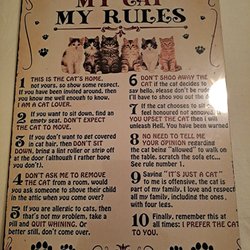 MY CAT
MY RULES
1 THIS IS THE CAT'S HOME,
not yours, so show some respect.
If you have been invited around, then
you know me well enough to know,
I AM A CAT LOVER.
2 If you want to sit down, find an
empty seat. DON'T EXPECT
THE CAT TO MOVE.
3 If you don't want to get covered
in cat hair, then DON'T SIT
DOWN, bring a lint roller or stria or
at the door (although I rather hope
you don't).
4 DON'T ASK ME TO REMOVE
THE CAT from a room, would
you ask someone to shove their child
in the attic when you come over?
5 If you are allergic to cats, then
that's not my problem, take a
pill and QUIT WHINING. Or
better still, don't come over.
6 DON'T SHOO AWAY THE
CAT if the cat decides to
say hello, please don't be rude
I'll have to shoo you out the door
7 If the cat chooses to sit
feel honoured
YOU UPSET THE CAT then I will
unleash Hell. You have been warned
8 NO NEED TO TELL ME
YOUR OPINION regarding
the cat being "allowed" to walk on
the table, scratch the sofa etc...
See rule number 1.
9 Saying "IT'S JUST A CAT"
to me is offensive, the cat is
part of my family. I love and respect
all my family, including the ones,
with four legs.
10 Finally, remember this at
all times: I PREFER THE CAT
TO YOU.